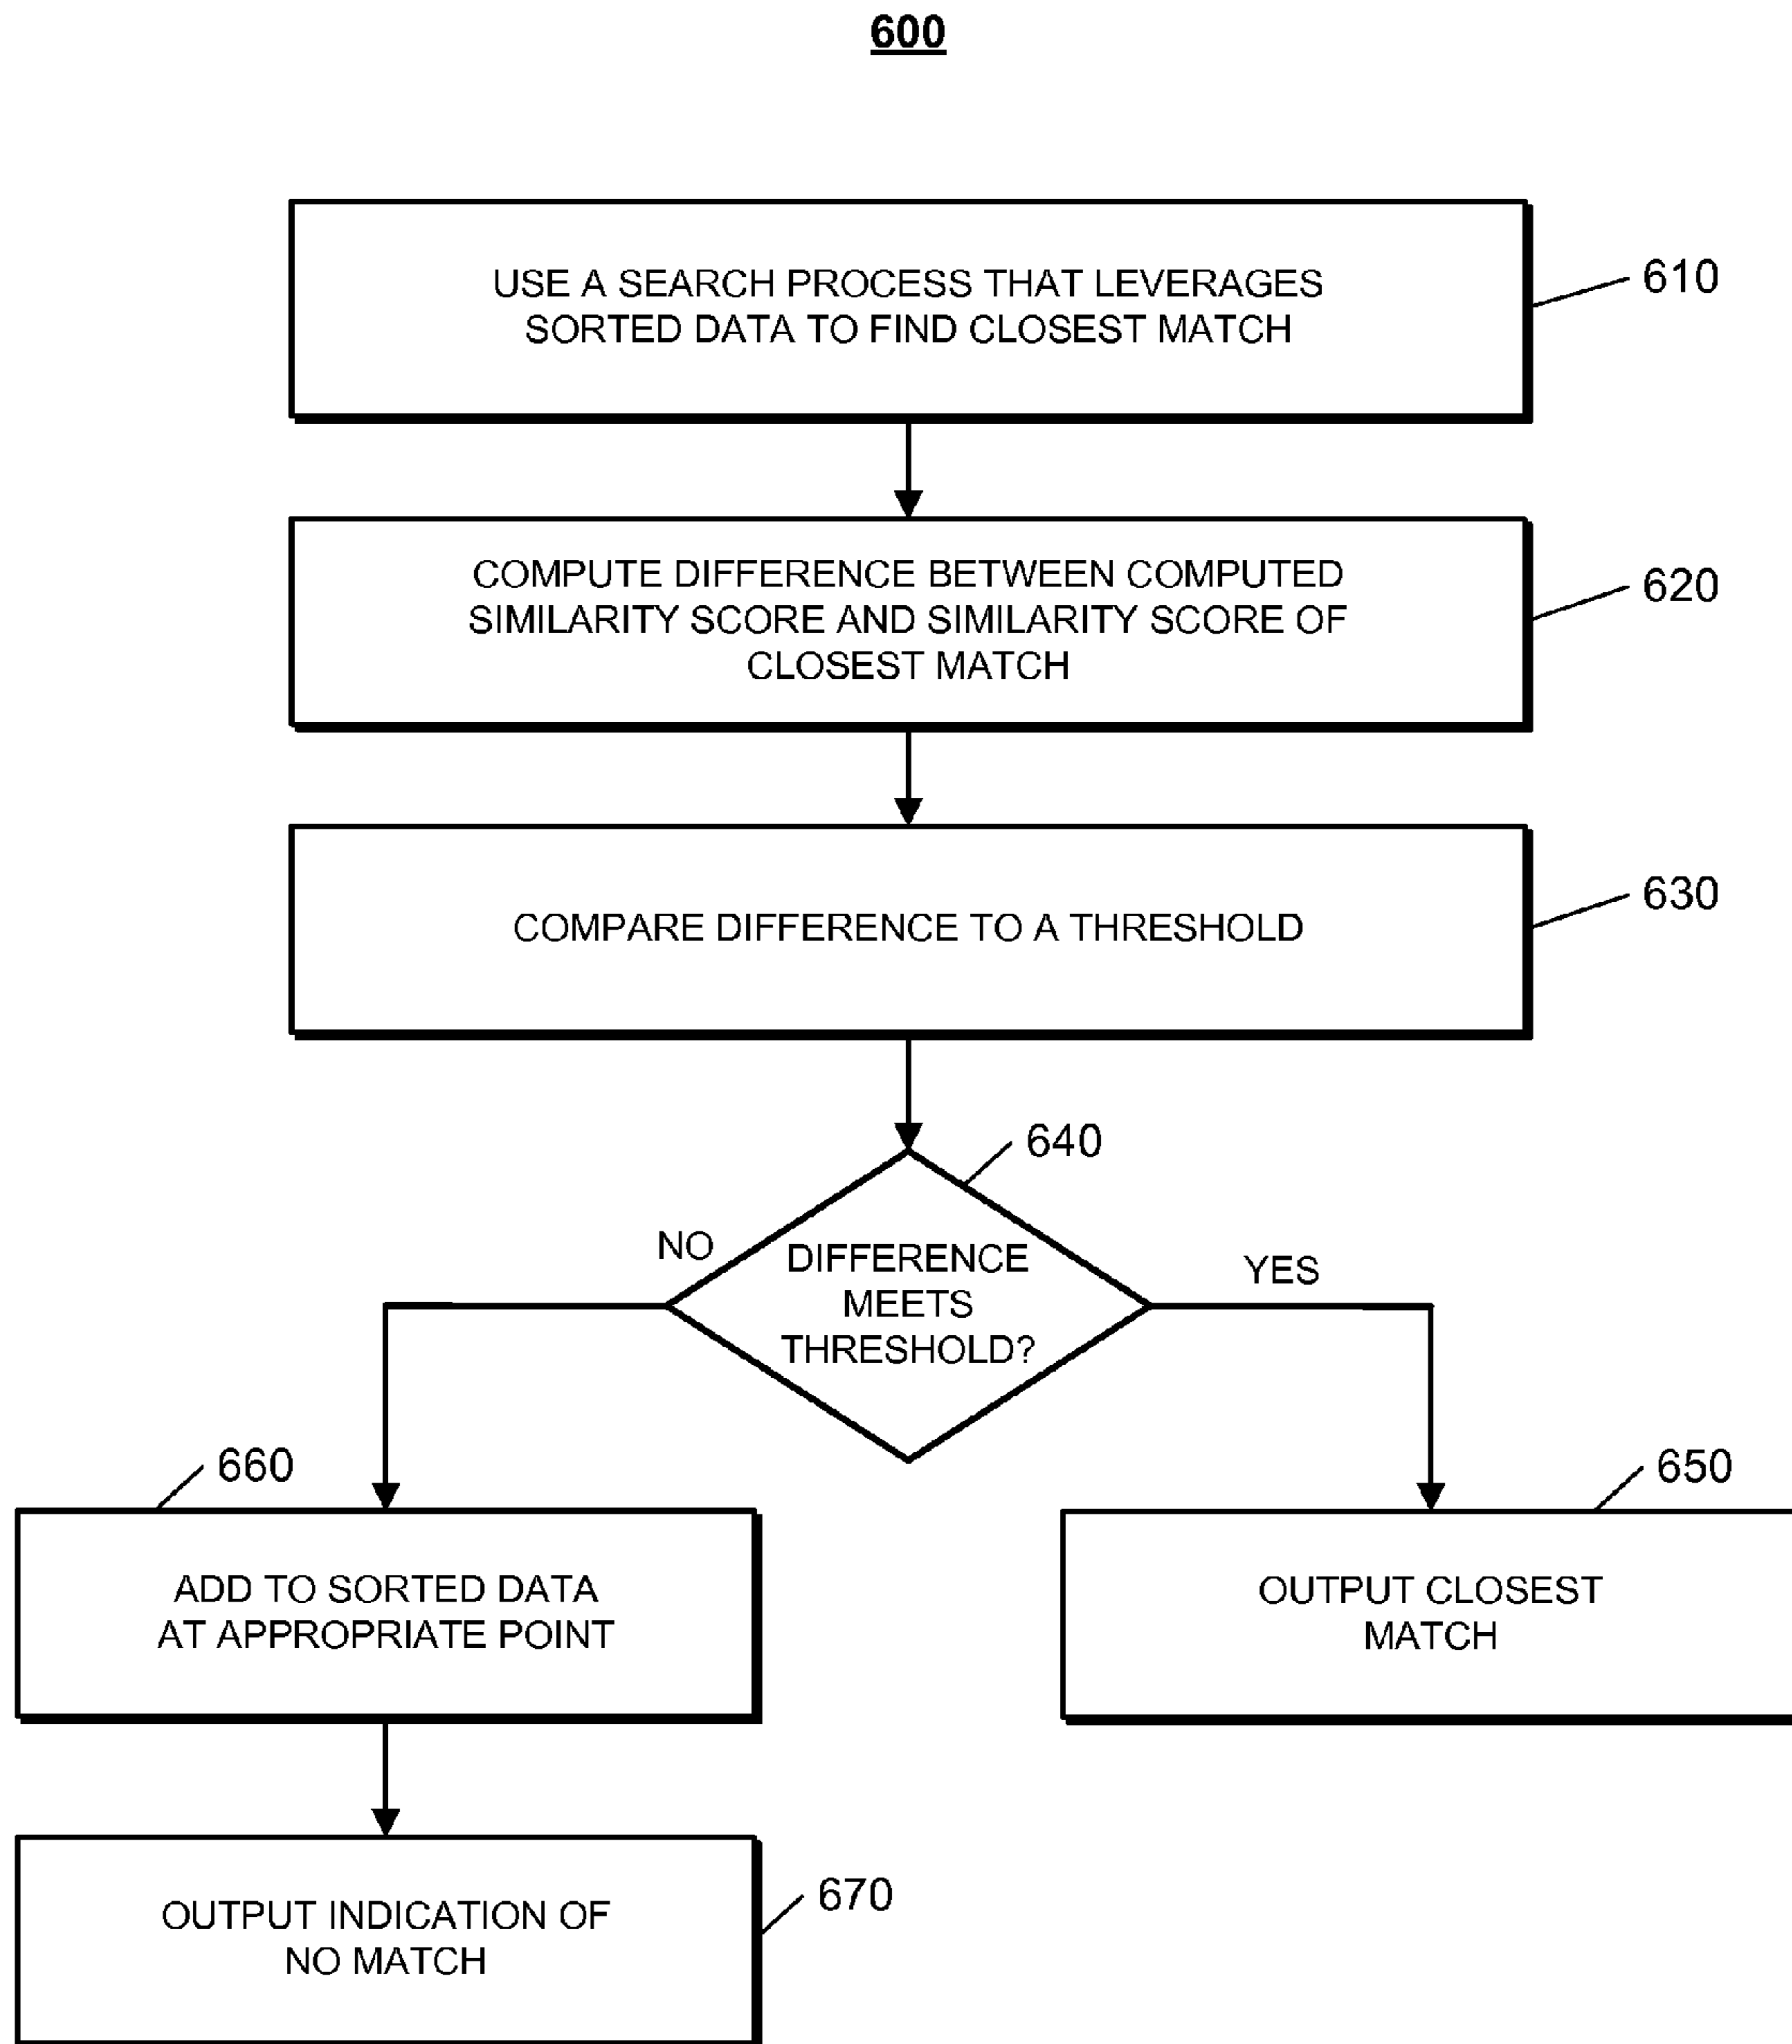 600
USE A SEARCH PROCESS THAT LEVERAGES
SORTED DATA TO FIND CLOSEST MATCH
610
COMPUTE DIFFERENCE BETWEEN COMPUTED
SIMILARITY SCORE AND SIMILARITY SCORE OF
CLOSEST MATCH
620
COMPARE DIFFERENCE TO A THRESHOLD
630
640
DIFFERENCE
MEETS
THRESHOLD?
NO
YES
660
ADD TO SORTED DATA
AT APPROPRIATE POINT
650
OUTPUT CLOSEST
MATCH
OUTPUT INDICATION OF
NO MATCH
670